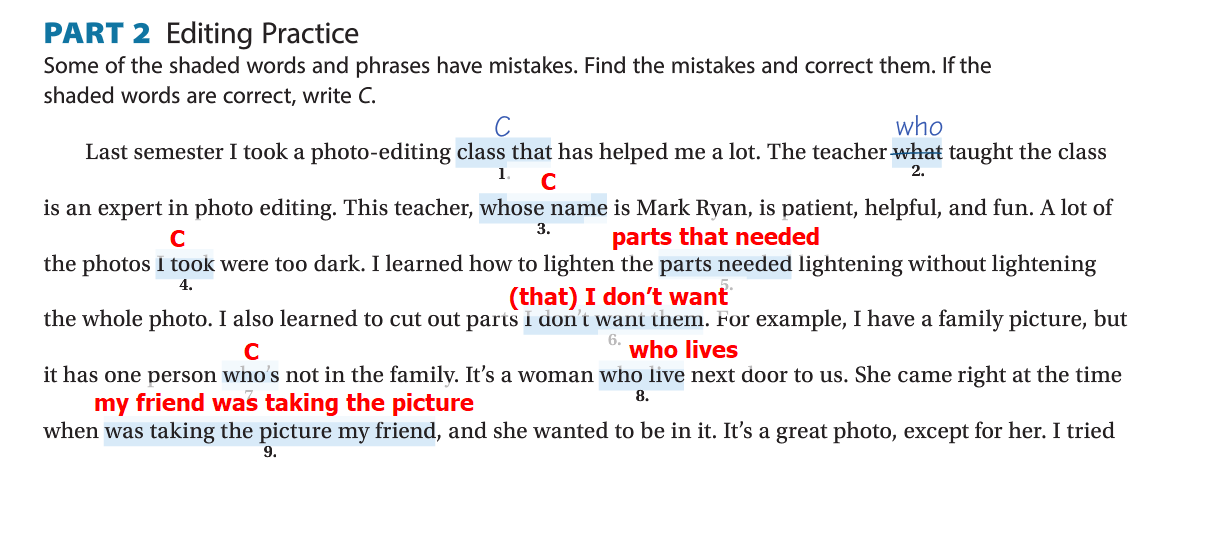 PART 2 Editing Practice
Some of the shaded words and phrases have mistakes. Find the mistakes and correct them. If the
shaded words are correct, write C.
C who
Last semester I took a photo-editing class that has helped me a lot. The teacher what taught the class
1. 2.
C
is an expert in photo editing. This teacher, whose name is Mark Ryan, is patient, helpful, and fun. A lot of
3.
C parts that needed
the photos I took were too dark. I learned how to lighten the parts needed lightening without lightening
4. 5.
(that) I don't want
the whole photo. I also learned to cut out parts I don't want them. For example, I have a family picture, but
6.
C who lives
it has one person who's not in the family. It's a woman who live next door to us. She came right at the time
7. 8.
my friend was taking the picture
when was taking the picture my friend, and she wanted to be in it. It's a great photo, except for her. I tried
9.